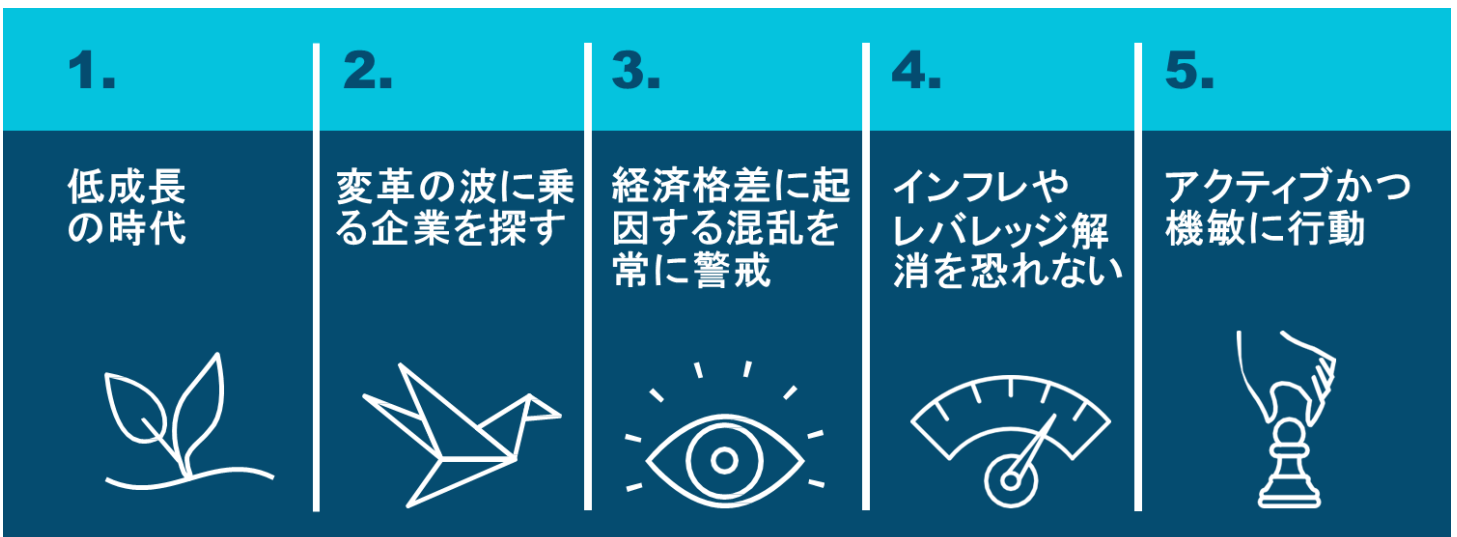 1.
低成長
の時代
2.
変革の波に乗
る企業を探す
3.
経済格差に起
因する混乱を
常に警戒
4.
インフレや
レバレッジ解
消を恐れない
5.
アクティブかつ
機敏に行動